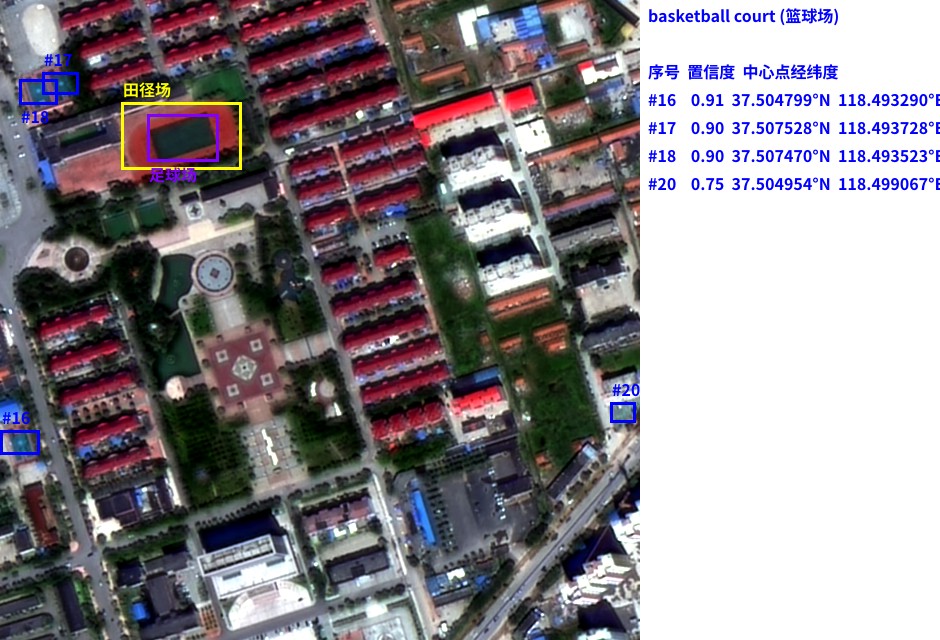 basketball court (篮球场)
序号 置信度 中心点经纬度
#16 0.91 37.504799°N 118.493290°E
#17 0.90 37.507528°N 118.493728°E
#18 0.90 37.507470°N 118.493523°E
#20 0.75 37.504954°N 118.499067°E
#17
田径场
#18
足球场
#20
#16